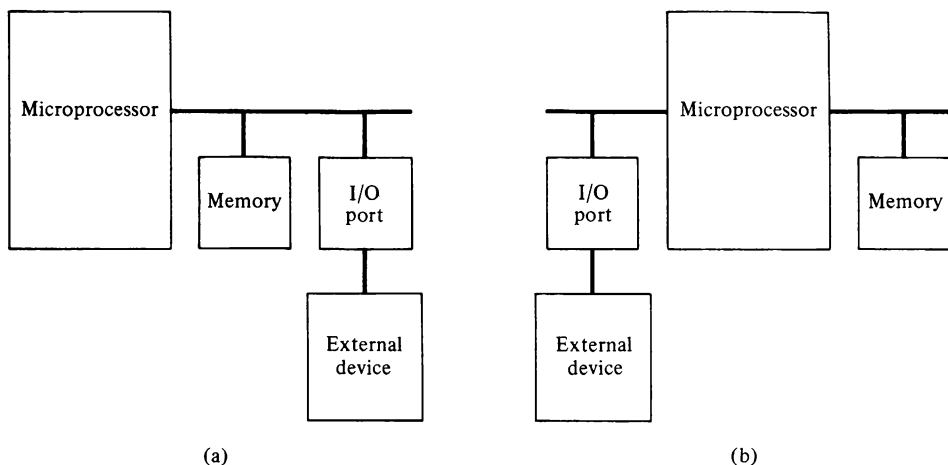 Microprocessor
Memory
I/O
port
External
device
(a)
I/O
port
Microprocessor
Memory
External
device
(b)